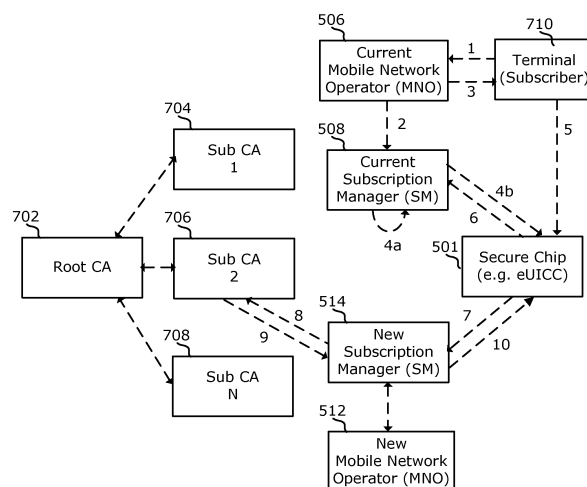 506
Current
Mobile Network
Operator (MNO)
1
3
710
Terminal
(Subscriber)
704
Sub CA
1
2
5
508
Current
Subscription
Manager (SM)
4b
6
4a
702
Root CA
706
Sub CA
2
501
Secure Chip
(e.g. eUICC)
8
9
514
New
Subscription
Manager (SM)
7
10
708
Sub CA
N
512
New
Mobile Network
Operator (MNO)